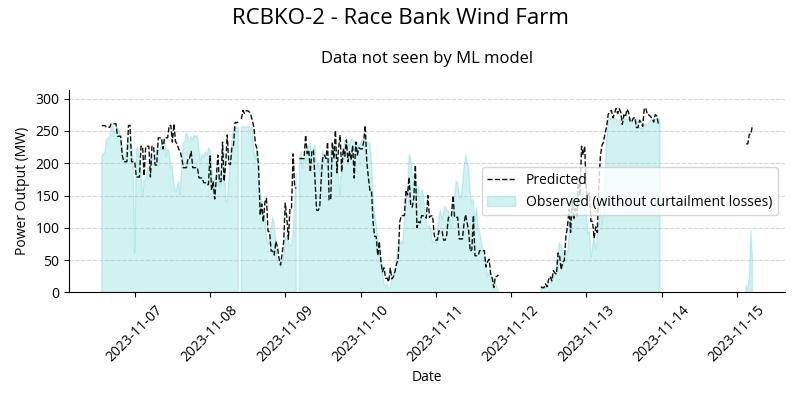 RCBKO-2 - Race Bank Wind Farm
Data not seen by ML model
Power Output (MW)
300
250
200
150
100
50
0
Predicted
Observed (without curtailment losses)
2023-11-07
2023-11-08
2023-11-09
2023-11-10
2023-11-11
2023-11-12
2023-11-13
2023-11-14
2023-11-15
Date